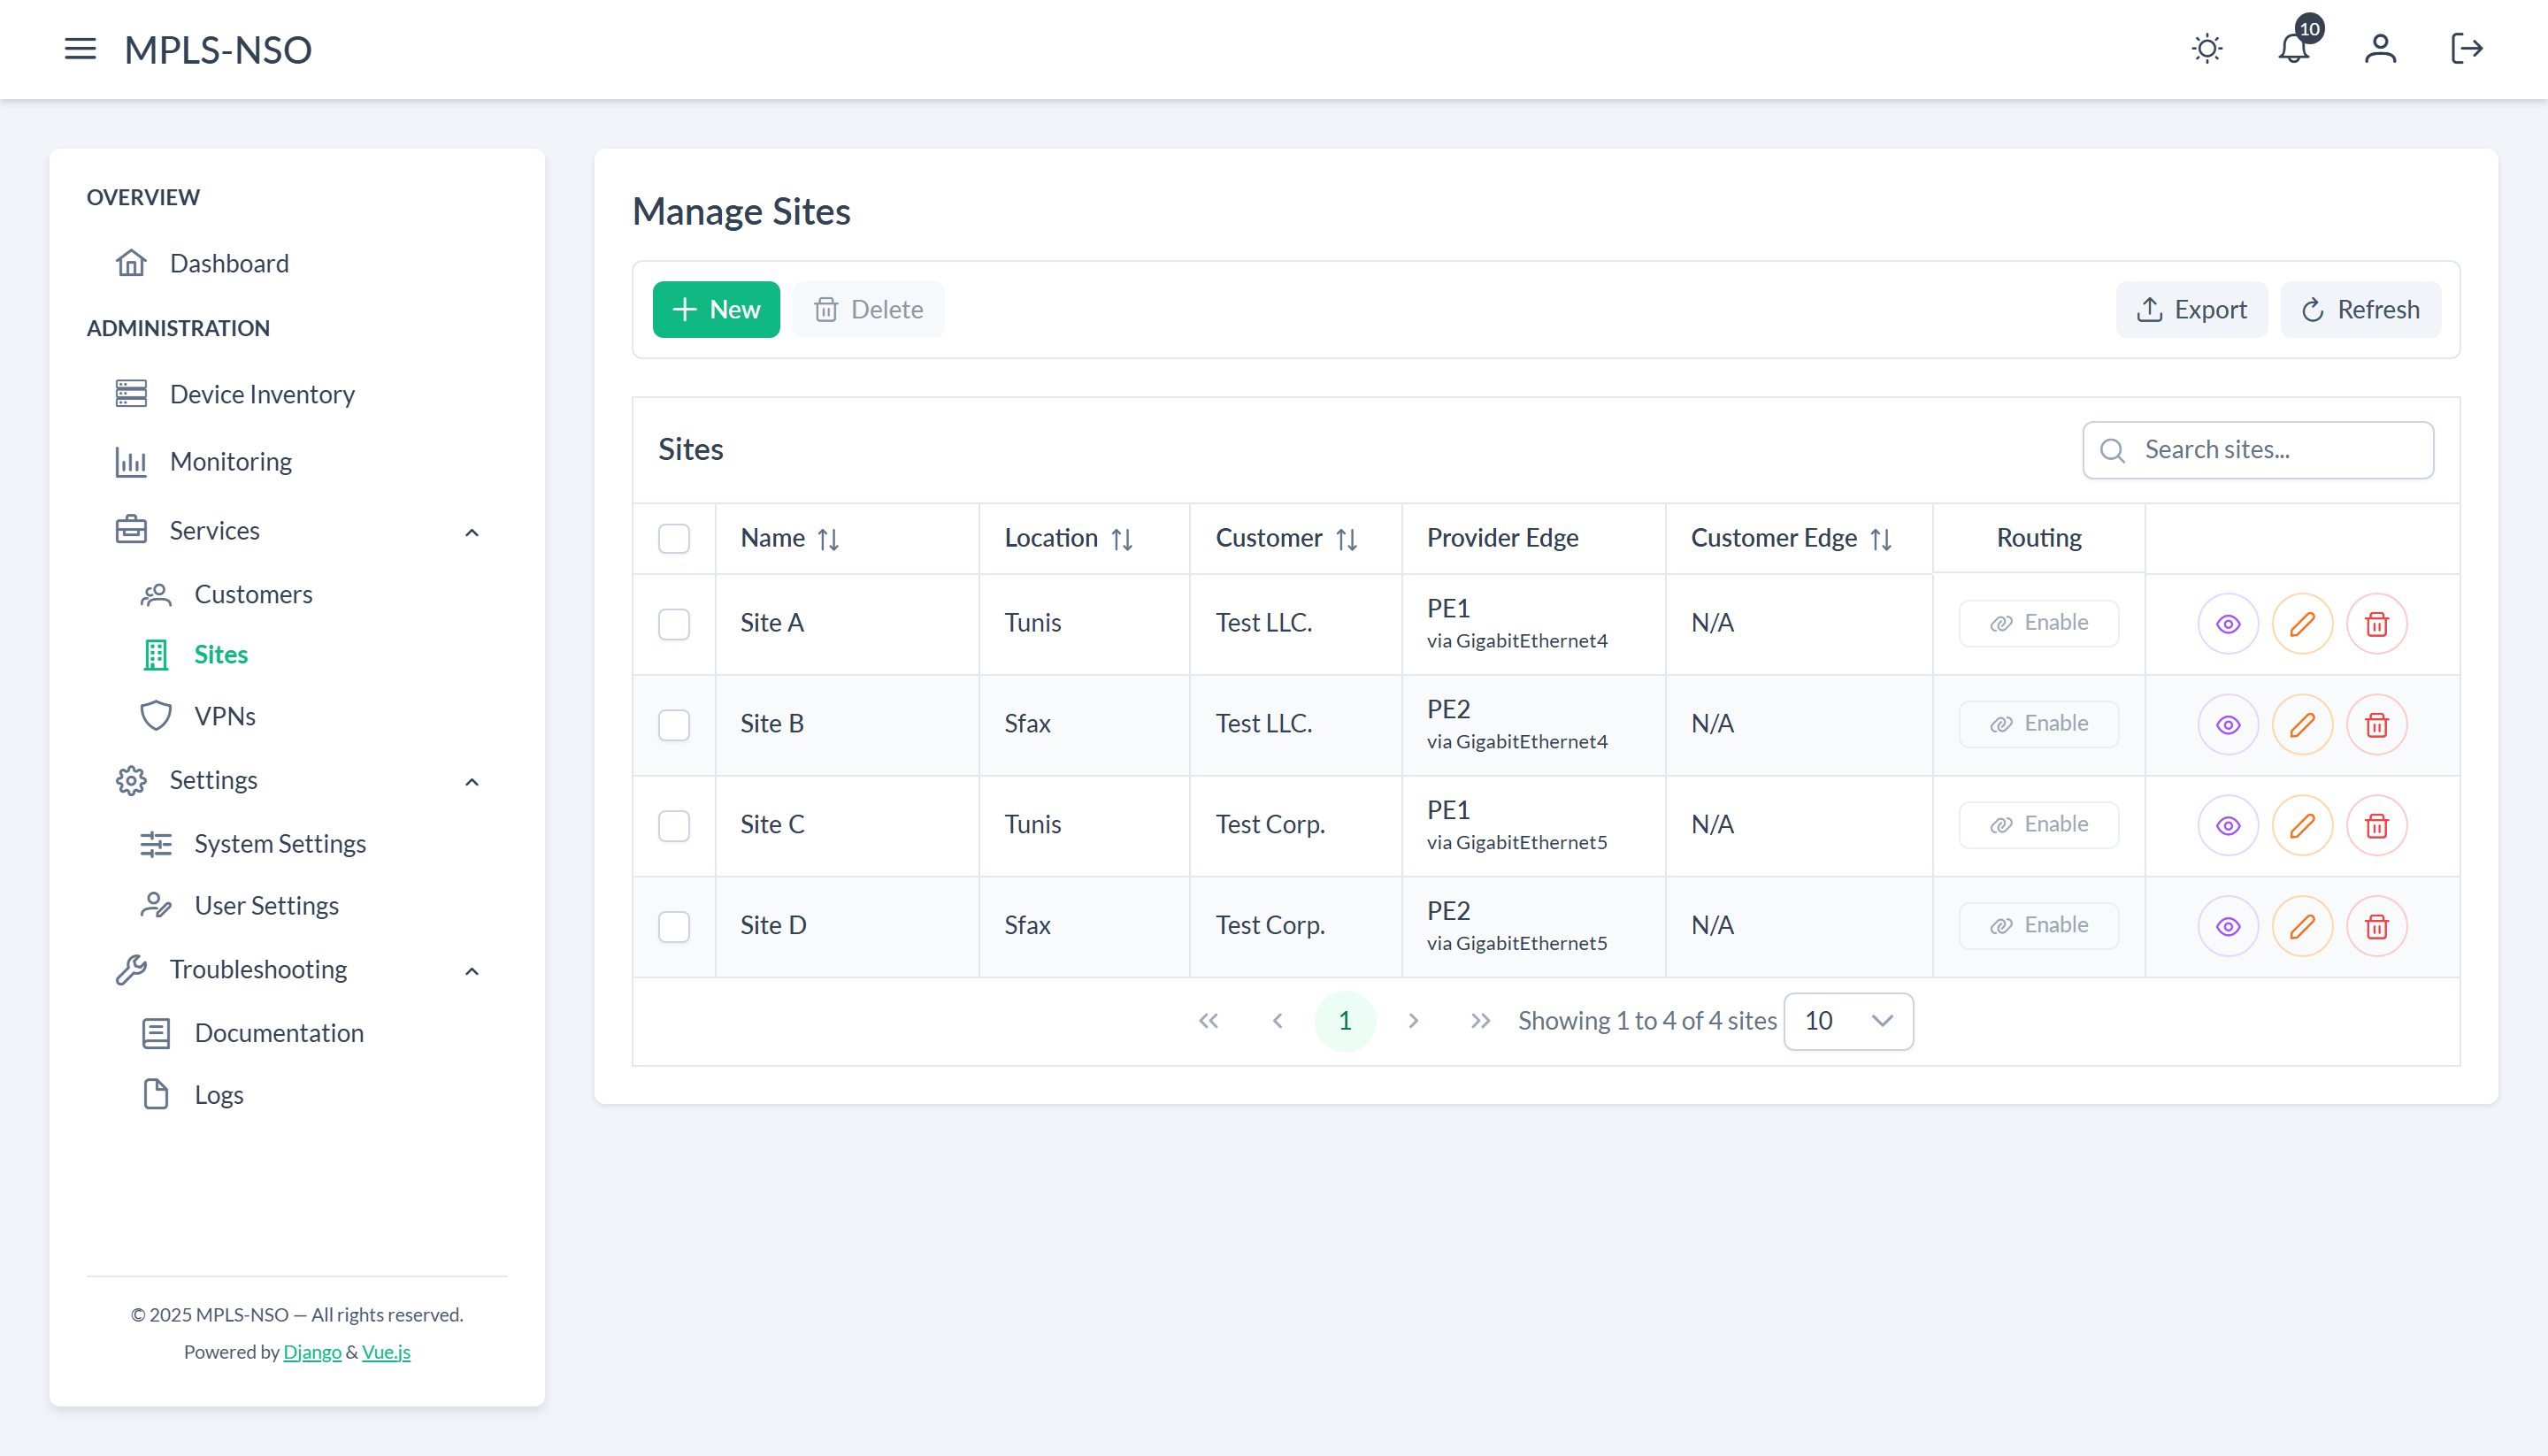 MPLS-NSO
10
OVERVIEW
Dashboard
ADMINISTRATION
Device Inventory
Monitoring
Services
Customers
Sites
VPNs
Settings
System Settings
User Settings
Troubleshooting
Documentation
Logs
© 2025 MPLS-NSO — All rights reserved.
Powered by Django & Vue.js
Manage Sites
New Delete Export Refresh
Sites
Search sites...
Name Location Customer Provider Edge Customer Edge Routing
Site A Tunis Test LLC. PE1 N/A Enable
via GigabitEthernet4
Site B Sfax Test LLC. PE2 N/A Enable
via GigabitEthernet4
Site C Tunis Test Corp. PE1 N/A Enable
via GigabitEthernet5
Site D Sfax Test Corp. PE2 N/A Enable
via GigabitEthernet5
1 Showing 1 to 4 of 4 sites 10